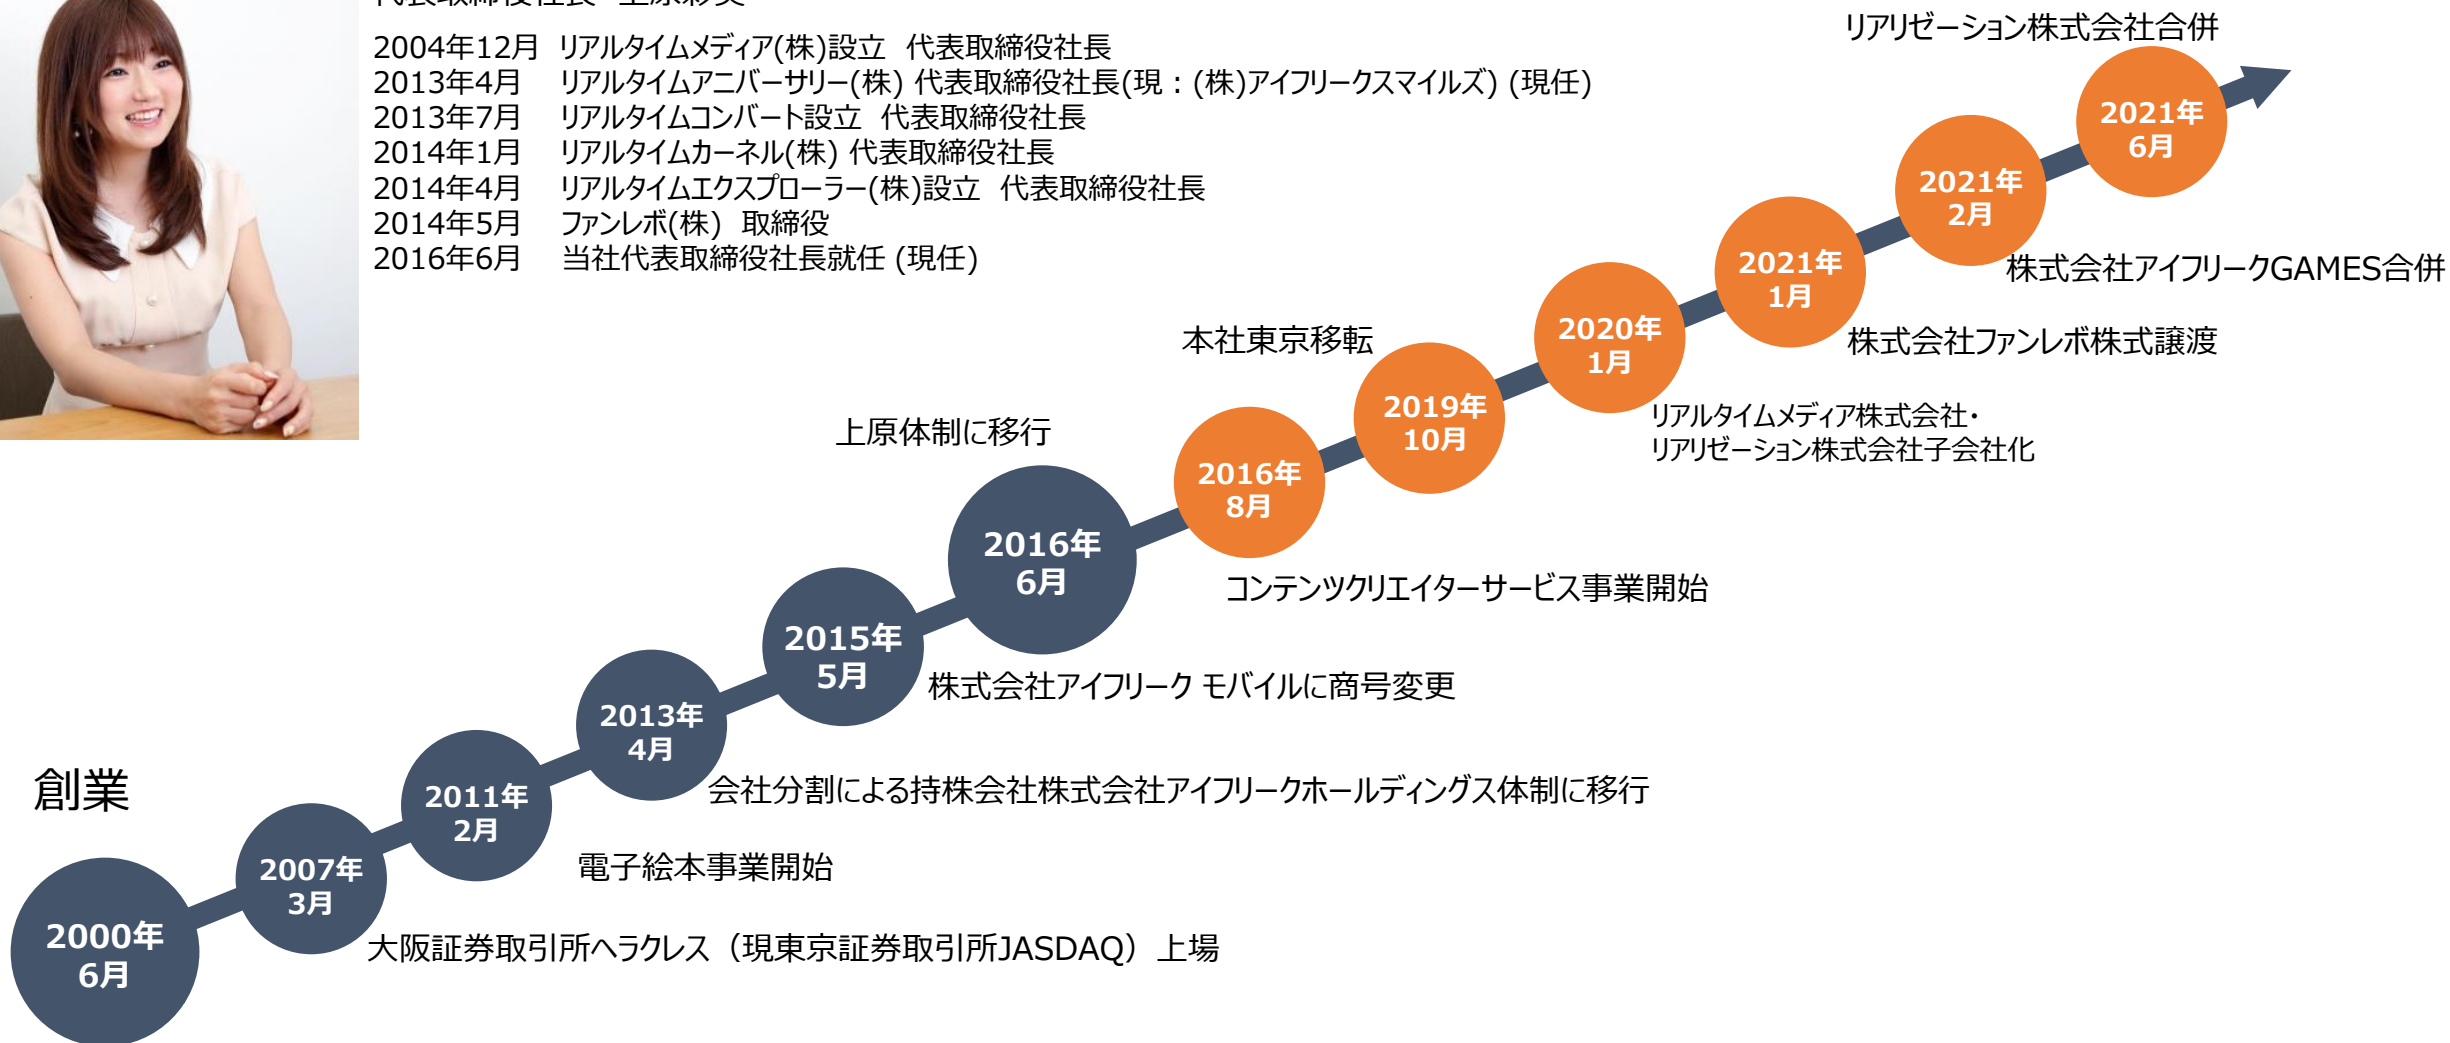 代表取締役社長 上原彩美
2004年12月 リアルタイムメディア(株)設立 代表取締役社長
2013年4月 リアルタイムアニバーサリー(株) 代表取締役社長(現：(株)アイフリークスマイルズ) (現任)
2013年7月 リアルタイムコンバート設立 代表取締役社長
2014年1月 リアルタイムカーネル(株) 代表取締役社長
2014年4月 リアルタイムエクスプローラー(株)設立 代表取締役社長
2014年5月 ファンレボ(株) 取締役
2016年6月 当社代表取締役社長就任 (現任)
創業
2000年
6月
2007年
3月
大阪証券取引所ヘラクレス（現東京証券取引所JASDAQ）上場
2011年
2月
電子絵本事業開始
2013年
4月
会社分割による持株会社株式会社アイフリークホールディングス体制に移行
2015年
5月
株式会社アイフリーク モバイルに商号変更
上原体制に移行
2016年
6月
2016年
8月
コンテンツクリエイターサービス事業開始
本社東京移転
2019年
10月
2020年
1月
リアルタイムメディア株式会社・
リアリゼーション株式会社子会社化
2021年
1月
株式会社ファンレボ株式譲渡
2021年
2月
株式会社アイフリークGAMES合併
リアリゼーション株式会社合併
2021年
6月